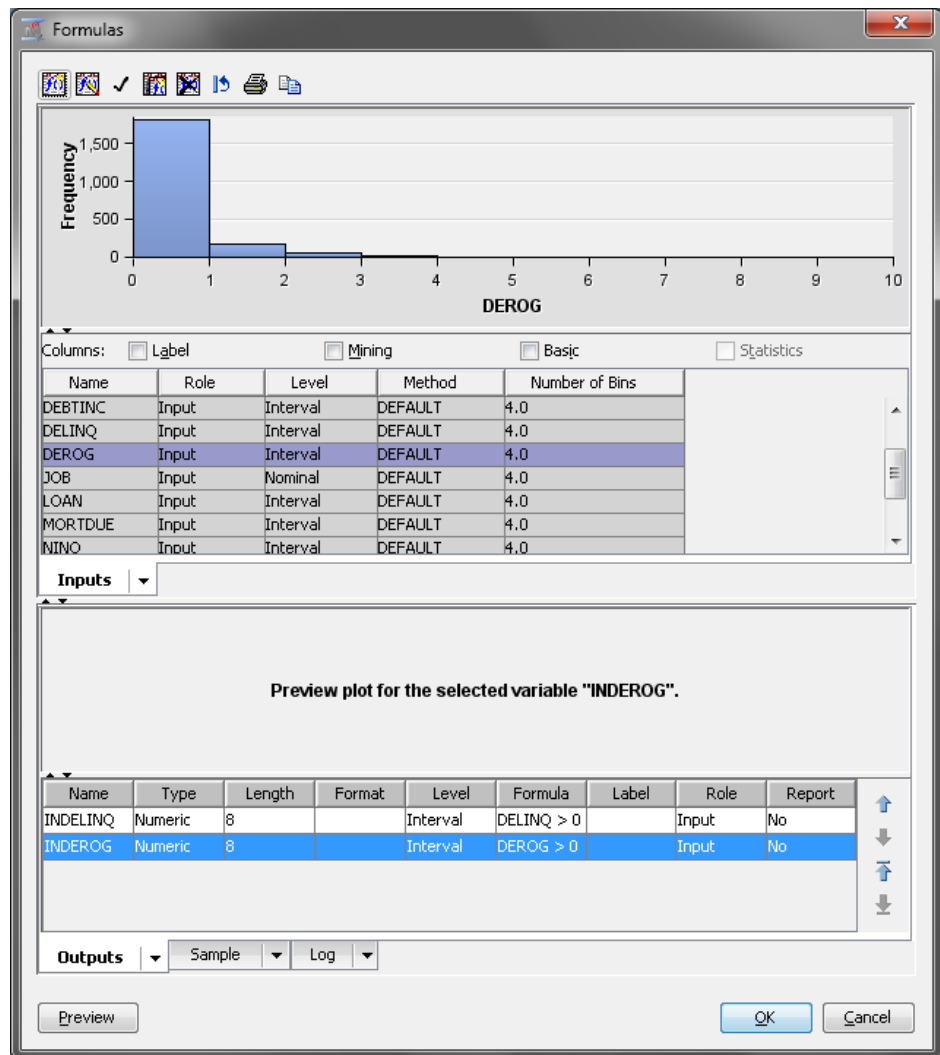 Formulas
Frequency
1,500
1,000
500
0
0 1 2 3 4 5 6 7 8 9 10
DEROG
Columns: Label Mining Basic Statistics
Name Role Level Method Number of Bins
DEBTINC Input Interval DEFAULT 4.0
DELINQ Input Interval DEFAULT 4.0
DEROG Input Interval DEFAULT 4.0
JOB Input Nominal DEFAULT 4.0
LOAN Input Interval DEFAULT 4.0
MORTDUE Input Interval DEFAULT 4.0
NINO Input Interval DEFAULT 4.0
Inputs
Preview plot for the selected variable "INDEROG".
Name Type Length Format Level Formula Label Role Report
INDELINQ Numeric 8 Interval DELINQ > 0 Input No
INDEROG Numeric 8 Interval DEROG > 0 Input No
Outputs Sample Log
Preview OK Cancel